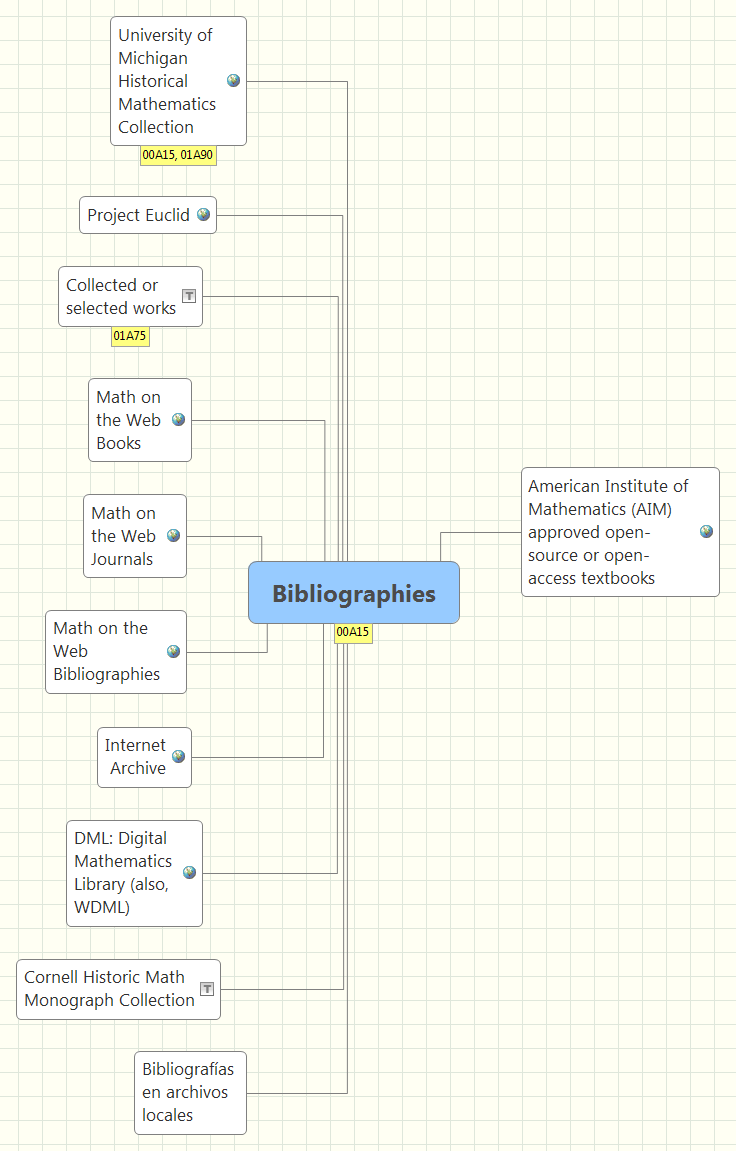 University of
Michigan
Historical
Mathematics
Collection
00A15, 01A90
Project Euclid
Collected or
selected works
T
01A75
Math on
the Web
Books
Math on
the Web
Journals
American Institute of
Mathematics (AIM)
approved open-
source or open-
access textbooks
Bibliographies
00A15
Math on the
Web
Bibliographies
Internet
Archive
DML: Digital
Mathematics
Library (also,
WDML)
Cornell Historic Math
Monograph Collection
T
Bibliografías
en archivos
locales